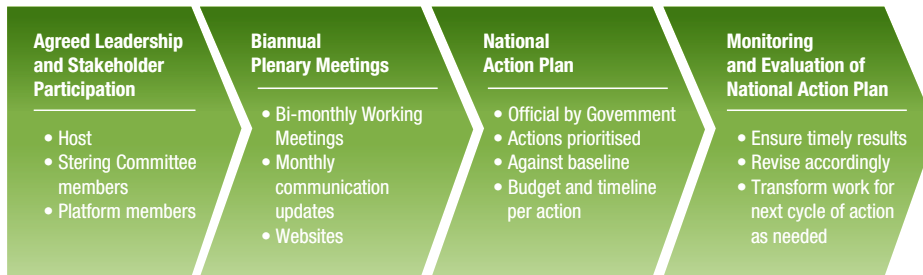 Agreed Leadership
and Stakeholder
Participation
• Host
• Stering Committee
members
• Platform members
Biannual
Plenary Meetings
• Bi-monthly Working
Meetings
• Monthly
communication
updates
• Websites
National
Action Plan
• Official by Government
• Actions prioritised
• Against baseline
• Budget and timeline
per action
Monitoring
and Evaluation of
National Action Plan
• Ensure timely results
• Revise accordingly
• Transform work for
next cycle of action
as needed